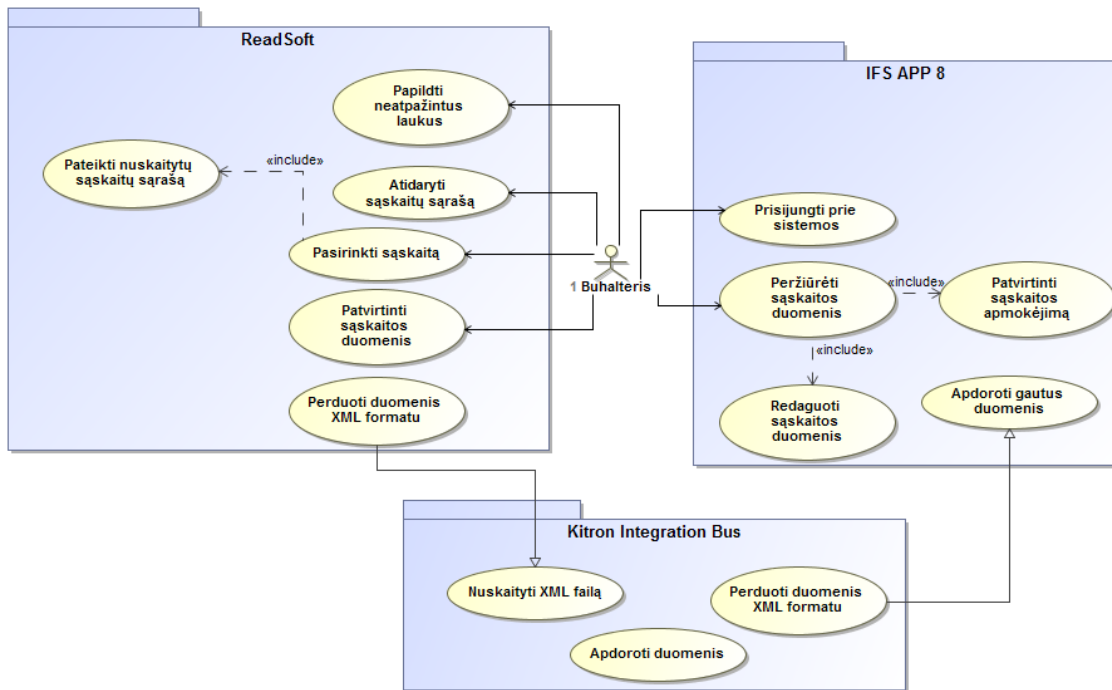 ReadSoft
Papildti
neatpažintus
laukus
«include»
Pateikti nuskaitytų
sąskaitų sąrašą
Atidaryti
sąskaitų sąrašą
Pasirinkti sąskaitą
Patvirtinti
sąskaitos
duomenis
Perduoti duomenis
XML formatu
1 Buhalteris
IFS APP 8
Prisijungti prie
sistemos
Peržiūrėti
sąskaitos
duomenis
«include»
Patvirtinti
sąskaitos
apmokėjimą
«include»
Redaguoti
sąskaitos
duomenis
Apdoroti gautus
duomenis
Kitron Integration Bus
Nuskaityti XML failą
Perduoti duomenis
XML formatu
Apdoroti duomenis